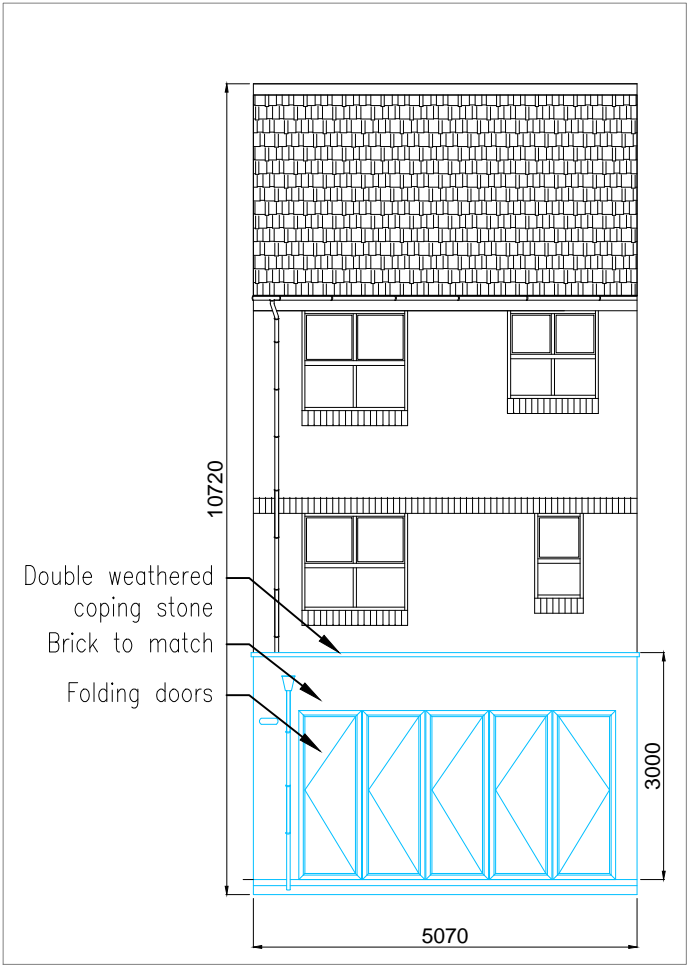 10720
Double weathered
coping stone
Brick to match
Folding doors
3000
5070